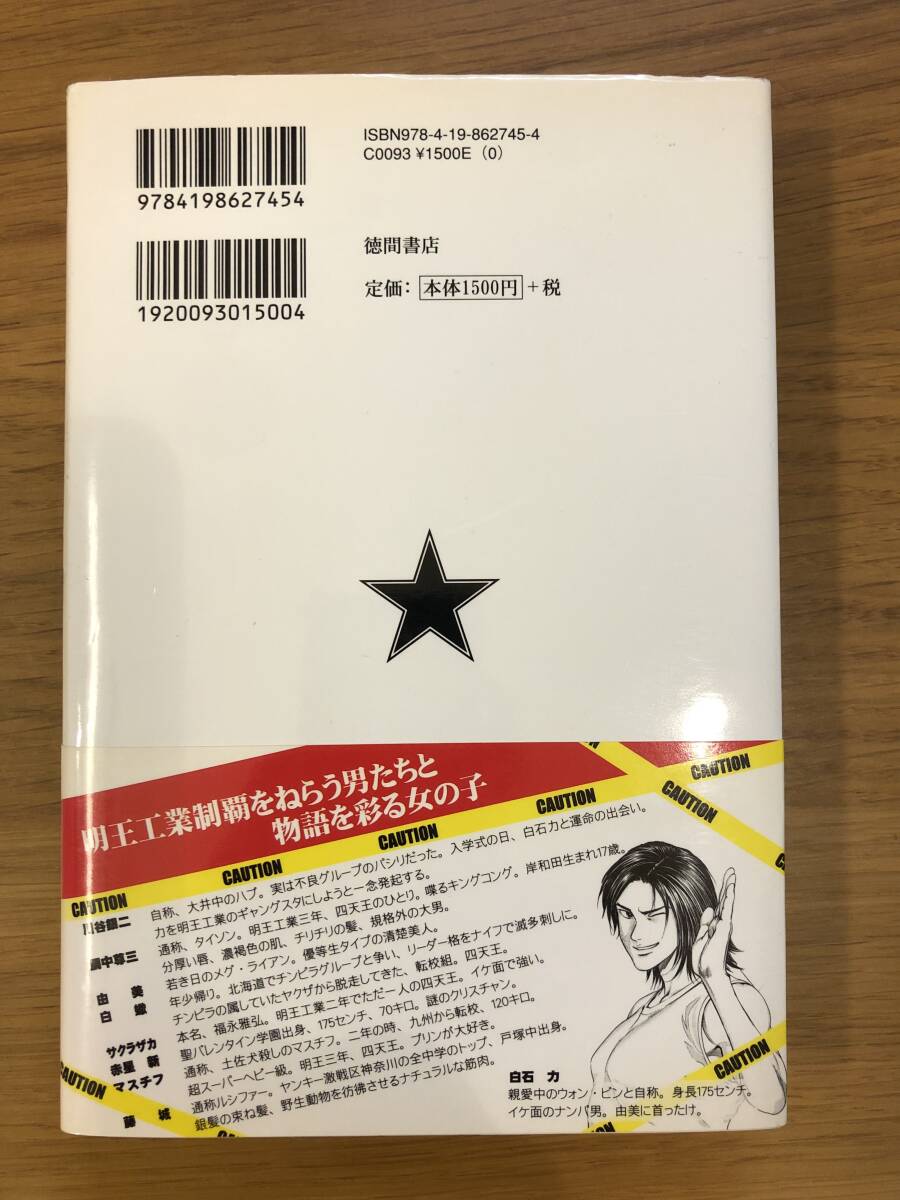 ISBN978-4-19-862745-4
C0093 ¥1500E (0)
9784198627454
徳間書店
定価: 本体1500円 +税
1920093015004
明王工業制覇をねらう男たちと
物語を彩る女の子
CAUTION
CAUTION
CAUTION
CAUTION
CAUTION
CAUTION
自称、大井中のハブ。実は不良グループのパシリだった。入学式の日、白石力と運命の出会い。
力を明王工業のギャングスタにしようと一念発起する。
中尊三
通称、タイソン。明王工業三年、四天王のひとり。喋るキングコング。岸和田生まれ17歳。
分厚い唇、濃褐色の肌、チリチリの髪、規格外の大男。
由美
若き日のメグ・ライアン。優等生タイプの清楚美人。
白
年少帰り。北海道でチンピラグループと争い、リーダー格をナイフで滅多刺しに。
チンピラの属していたヤクザから脱走してきた、転校組。四天王。
サクラザカ
本名、福永雅弘。明王工業二年でただ一人の四天王。イケ面で強い。
聖バレンタイン学園出身、175センチ、70キロ。謎のクリスチャン。
赤星 新
マスチフ
通称、土佐犬殺しのマスチフ。二年の時、九州から転校、120キロ。
超スーパーヘビー級。明王三年、四天王。プリンが大好き。
藤城
通称ルシファー。ヤンキー激戦区神奈川の全中学のトップ、戸塚中出身。
銀髪の束ね髪、野生動物を彷彿させるナチュラルな筋肉。
白石 力
親愛中のウォン・ビンと自称。身長175センチ。
イケ面のナンパ男。由美に首ったけ。
CAUTION
CAUTION
CAUTION